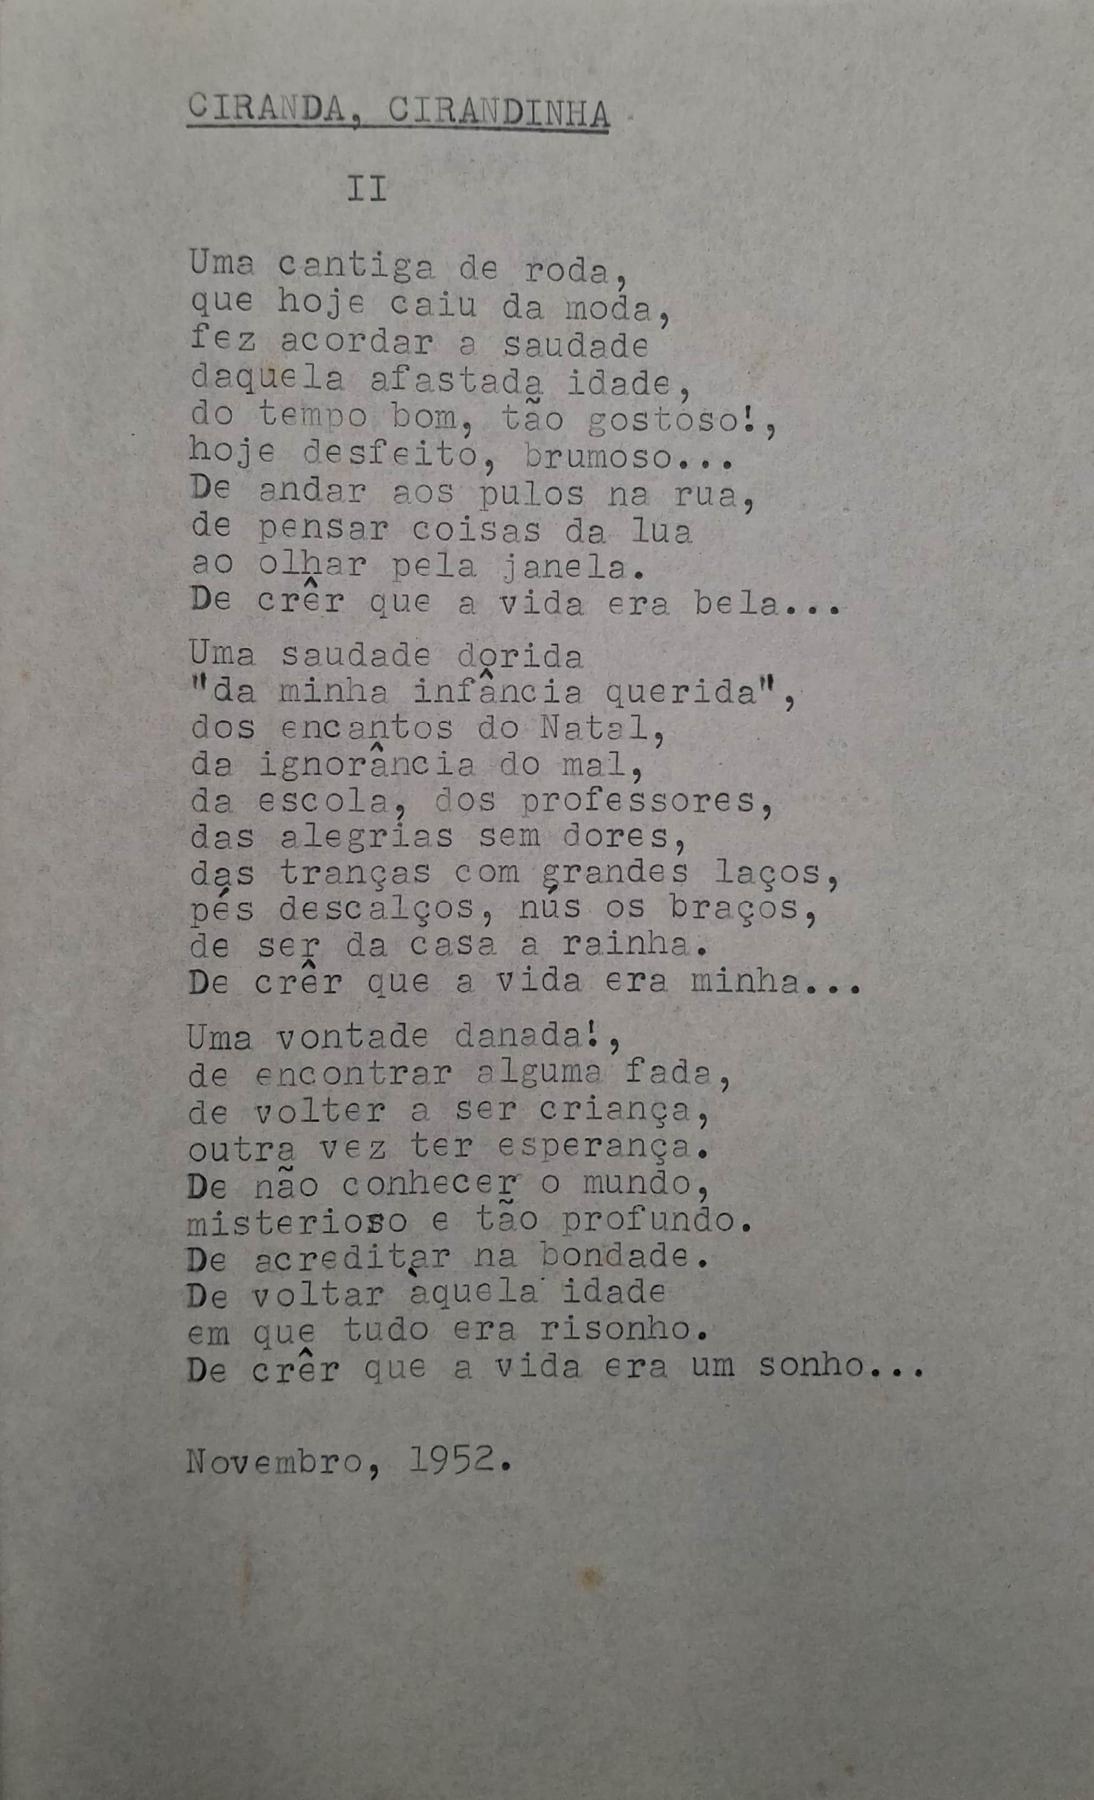 CIRANDA, CIRANDINHA
II
Uma cantiga de roda,
que hoje caiu da moda,
fez acordar a saudade
daquela afastada idade,
do tempo bom, tão gostoso!,
hoje desfeito, brumoso...
De andar aos pulos na rua,
de pensar coisas da lua
ao olhar pela janela.
De crêr que a vida era bela...
Uma saudade dorida
"da minha infância querida",
dos encantos do Natal,
da ignorância do mal,
da escola, dos professores,
das alegrias sem dores,
das tranças com grandes laços,
pés descalços, nús os braços,
de ser da casa a rainha.
De crêr que a vida era minha...
Uma vontade danada!,
de encontrar alguma fada,
de volter a ser criança,
outra vez ter esperança.
De não conhecer o mundo,
misterioso e tão profundo.
De acreditar na bondade.
De voltar àquela idade
em que tudo era risonho.
De crêr que a vida era um sonho...
Novembro, 1952.